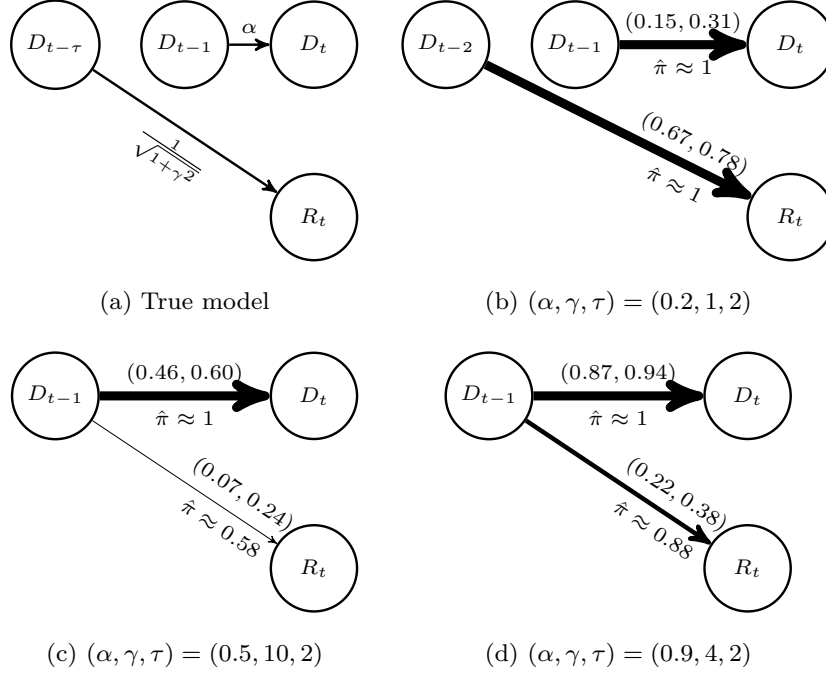 D_{t−τ} D_{t−1} α D_t
1/√(1+γ²)
R_t
(a) True model
D_{t−2} D_{t−1} (0.15, 0.31) D_t
π̂ ≈ 1
(0.67, 0.78)
π̂ ≈ 1
R_t
(b) (α, γ, τ) = (0.2, 1, 2)
D_{t−1} (0.46, 0.60) D_t
π̂ ≈ 1
(0.07, 0.24)
π̂ ≈ 0.58
R_t
(c) (α, γ, τ) = (0.5, 10, 2)
D_{t−1} (0.87, 0.94) D_t
π̂ ≈ 1
(0.22, 0.38)
π̂ ≈ 0.88
R_t
(d) (α, γ, τ) = (0.9, 4, 2)